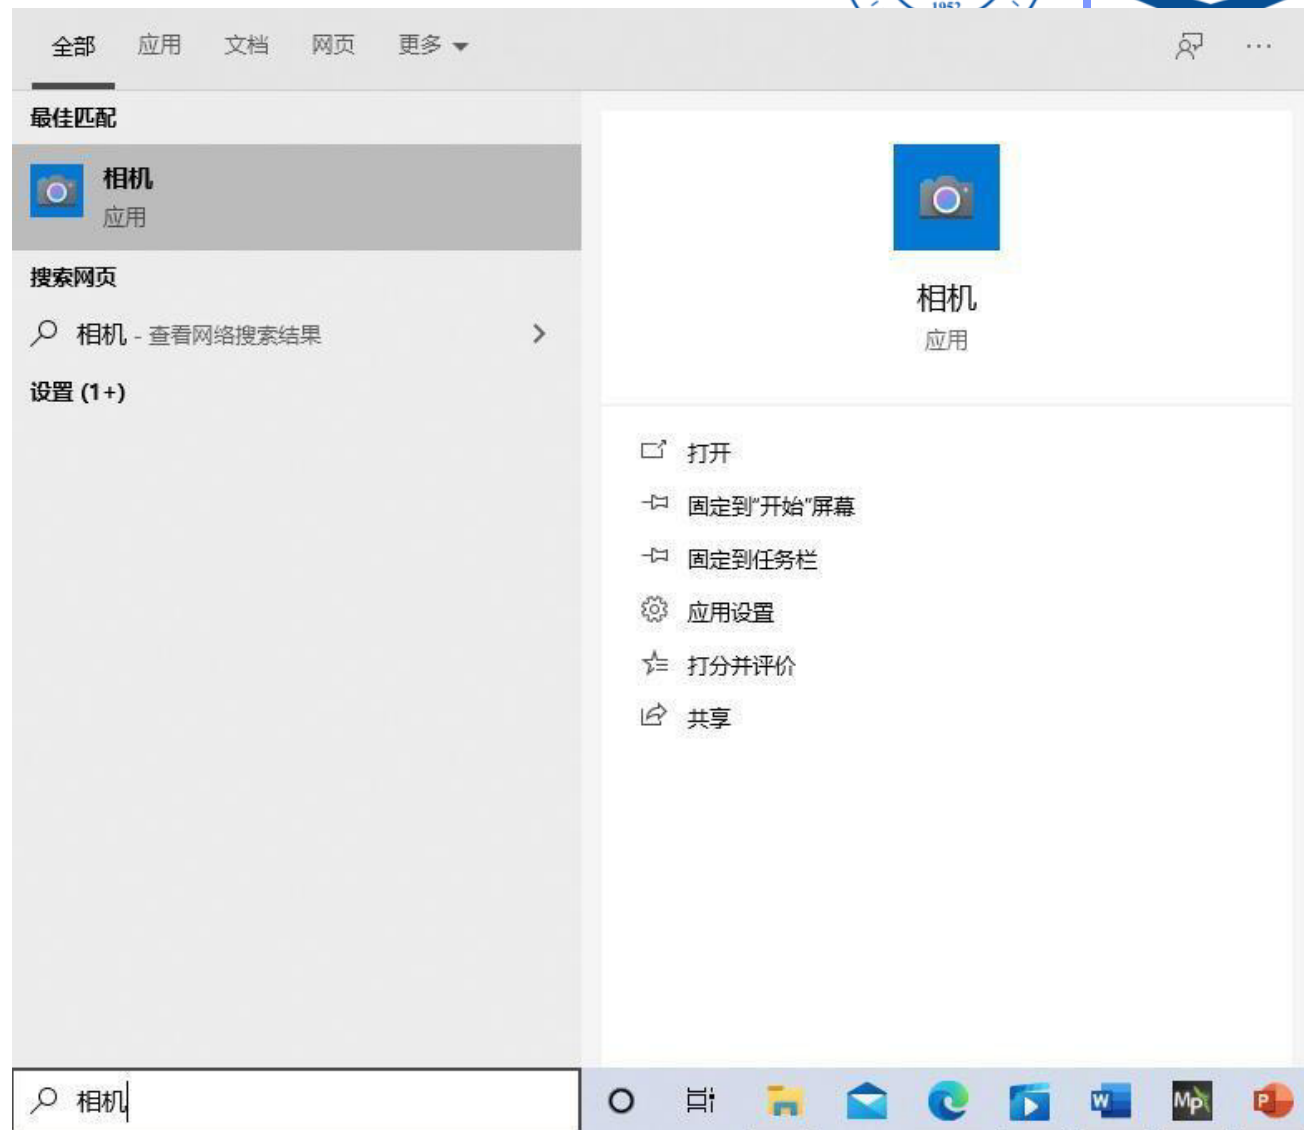 1952
全部 应用 文档 网页 更多
最佳匹配
相机
应用
搜索网页
相机 - 查看网络搜索结果
设置 (1+)
相机
应用
打开
固定到"开始"屏幕
固定到任务栏
应用设置
打分并评价
共享
相机
W
Mp
P